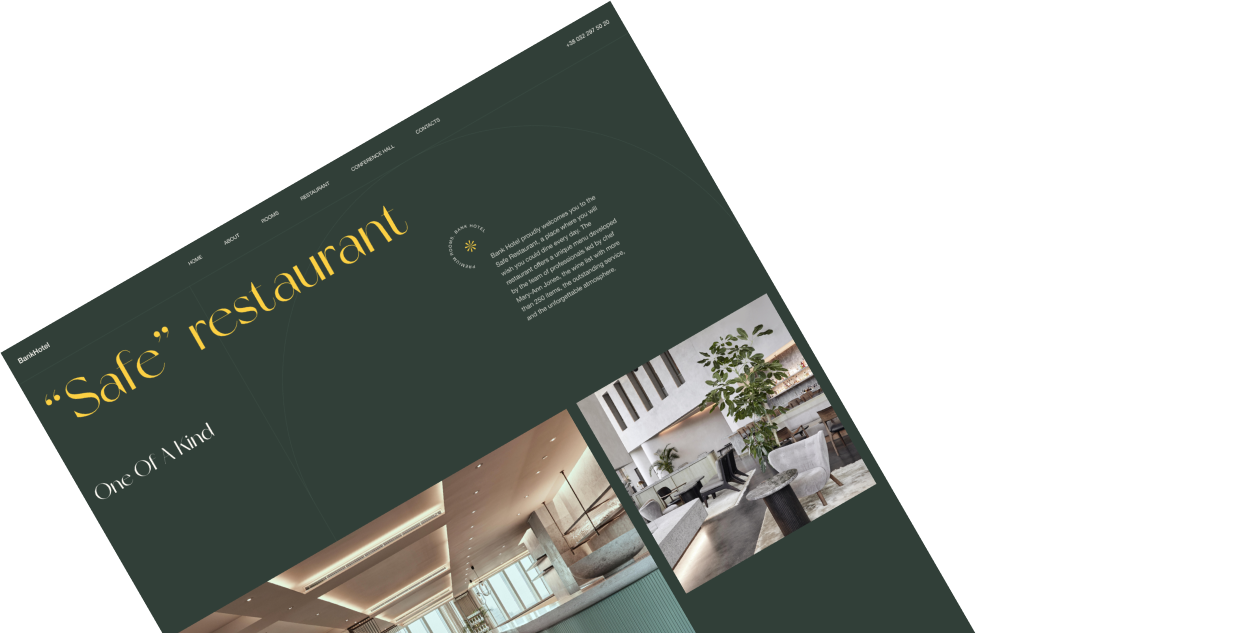 BankHotel
HOME
ABOUT
ROOMS
RESTAURANT
CONFERENCE HALL
CONTACTS
+38 032 297 50 20
“Safe” restaurant
BANK HOTEL PREMIUM ROOMS
Bank Hotel proudly welcomes you to the
Safe Restaurant, a place where you will
wish you could dine every day. The
restaurant offers a unique menu developed
by the team of professionals led by chef
Mary-Ann Jones, the wine list with more
than 250 items, the outstanding service,
and the unforgettable atmosphere.
One Of A Kind